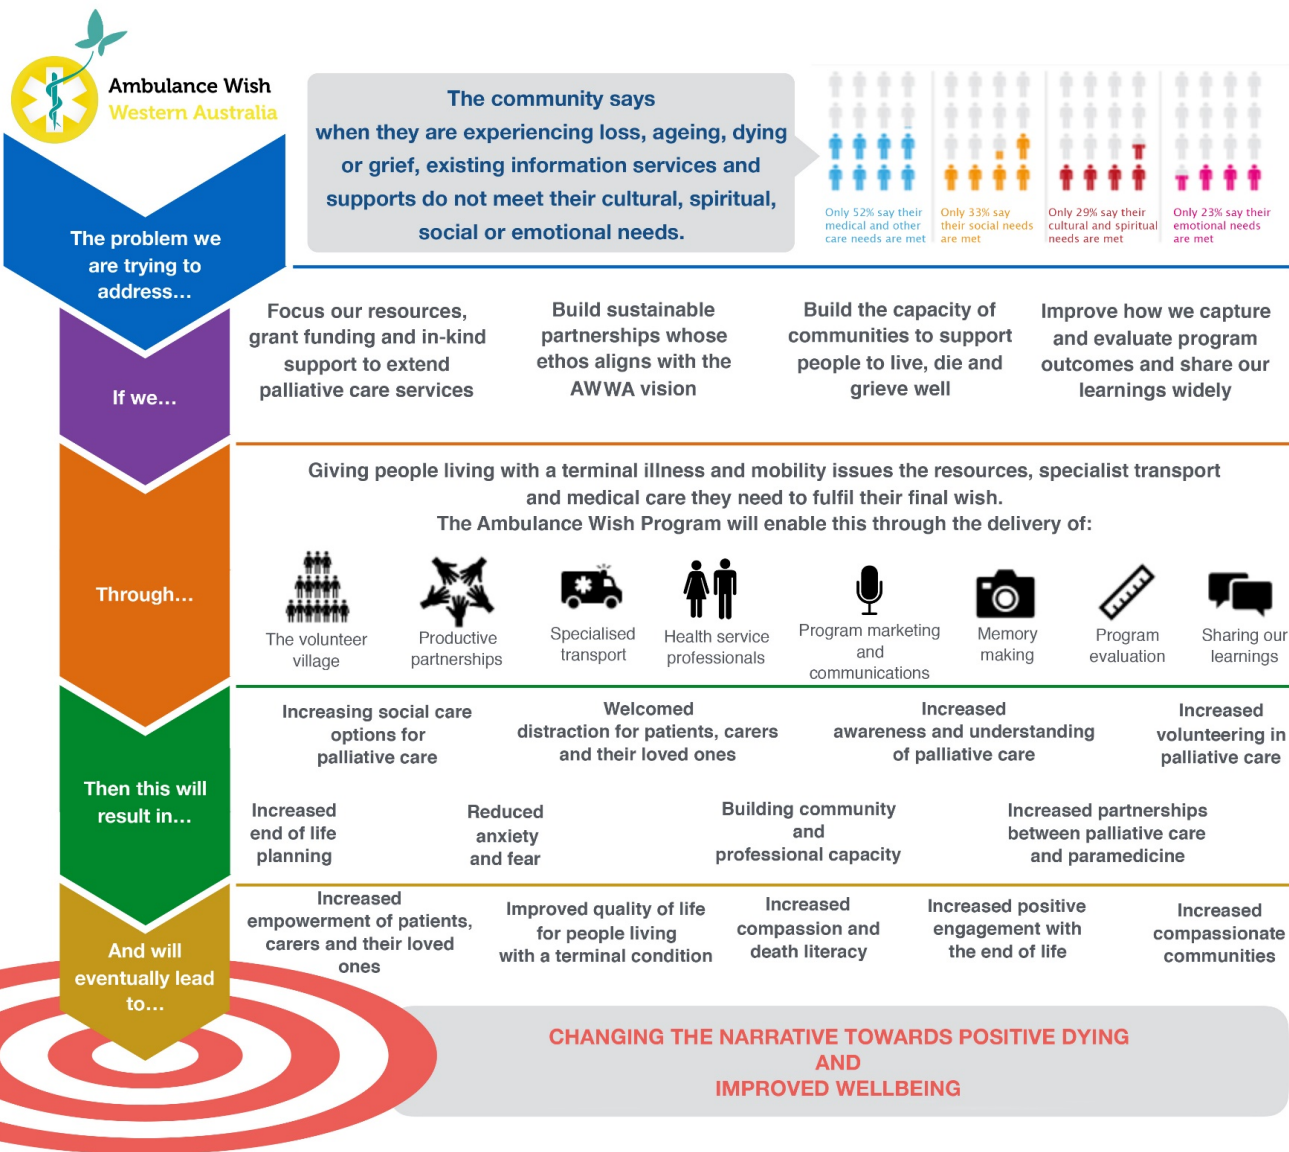 Ambulance Wish
Western Australia
The problem we
are trying to
address...
The community says
when they are experiencing loss, ageing, dying
or grief, existing information services and
supports do not meet their cultural, spiritual,
social or emotional needs.
Only 52% say their
medical and other
care needs are met
Only 33% say
their social needs
are met
Only 29% say their
cultural and spiritual
needs are met
Only 23% say their
emotional needs
are met
If we...
Focus our resources,
grant funding and in-kind
support to extend
palliative care services
Build sustainable
partnerships whose
ethos aligns with the
AWWA vision
Build the capacity of
communities to support
people to live, die and
grieve well
Improve how we capture
and evaluate program
outcomes and share our
learnings widely
Through...
Giving people living with a terminal illness and mobility issues the resources, specialist transport
and medical care they need to fulfil their final wish.
The Ambulance Wish Program will enable this through the delivery of:
The volunteer
village
Productive
partnerships
Specialised
transport
Health service
professionals
Program marketing
and
communications
Memory
making
Program
evaluation
Sharing our
learnings
Then this will
result in...
Increasing social care
options for
palliative care
Welcomed
distraction for patients, carers
and their loved ones
Increased
awareness and understanding
of palliative care
Increased
volunteering in
palliative care
Increased
end of life
planning
Reduced
anxiety
and fear
Building community
and
professional capacity
Increased partnerships
between palliative care
and paramedicine
And will
eventually lead
to...
Increased
empowerment of patients,
carers and their loved
ones
Improved quality of life
for people living
with a terminal condition
Increased
compassion and
death literacy
Increased positive
engagement with
the end of life
Increased
compassionate
communities
CHANGING THE NARRATIVE TOWARDS POSITIVE DYING
AND
IMPROVED WELLBEING